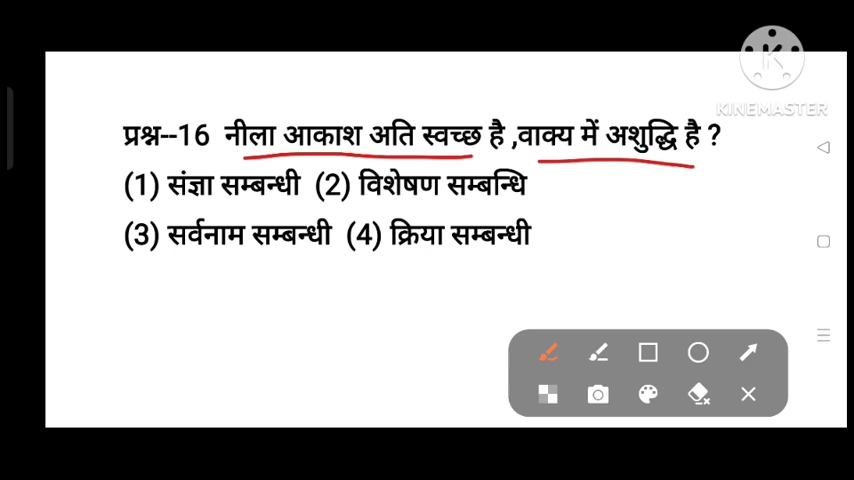 KINEMASTER
प्रश्न--16 नीला आकाश अति स्वच्छ है ,वाक्य में अशुद्धि है ?
(1) संज्ञा सम्बन्धी (2) विशेषण सम्बन्धि
(3) सर्वनाम सम्बन्धी (4) क्रिया सम्बन्धी